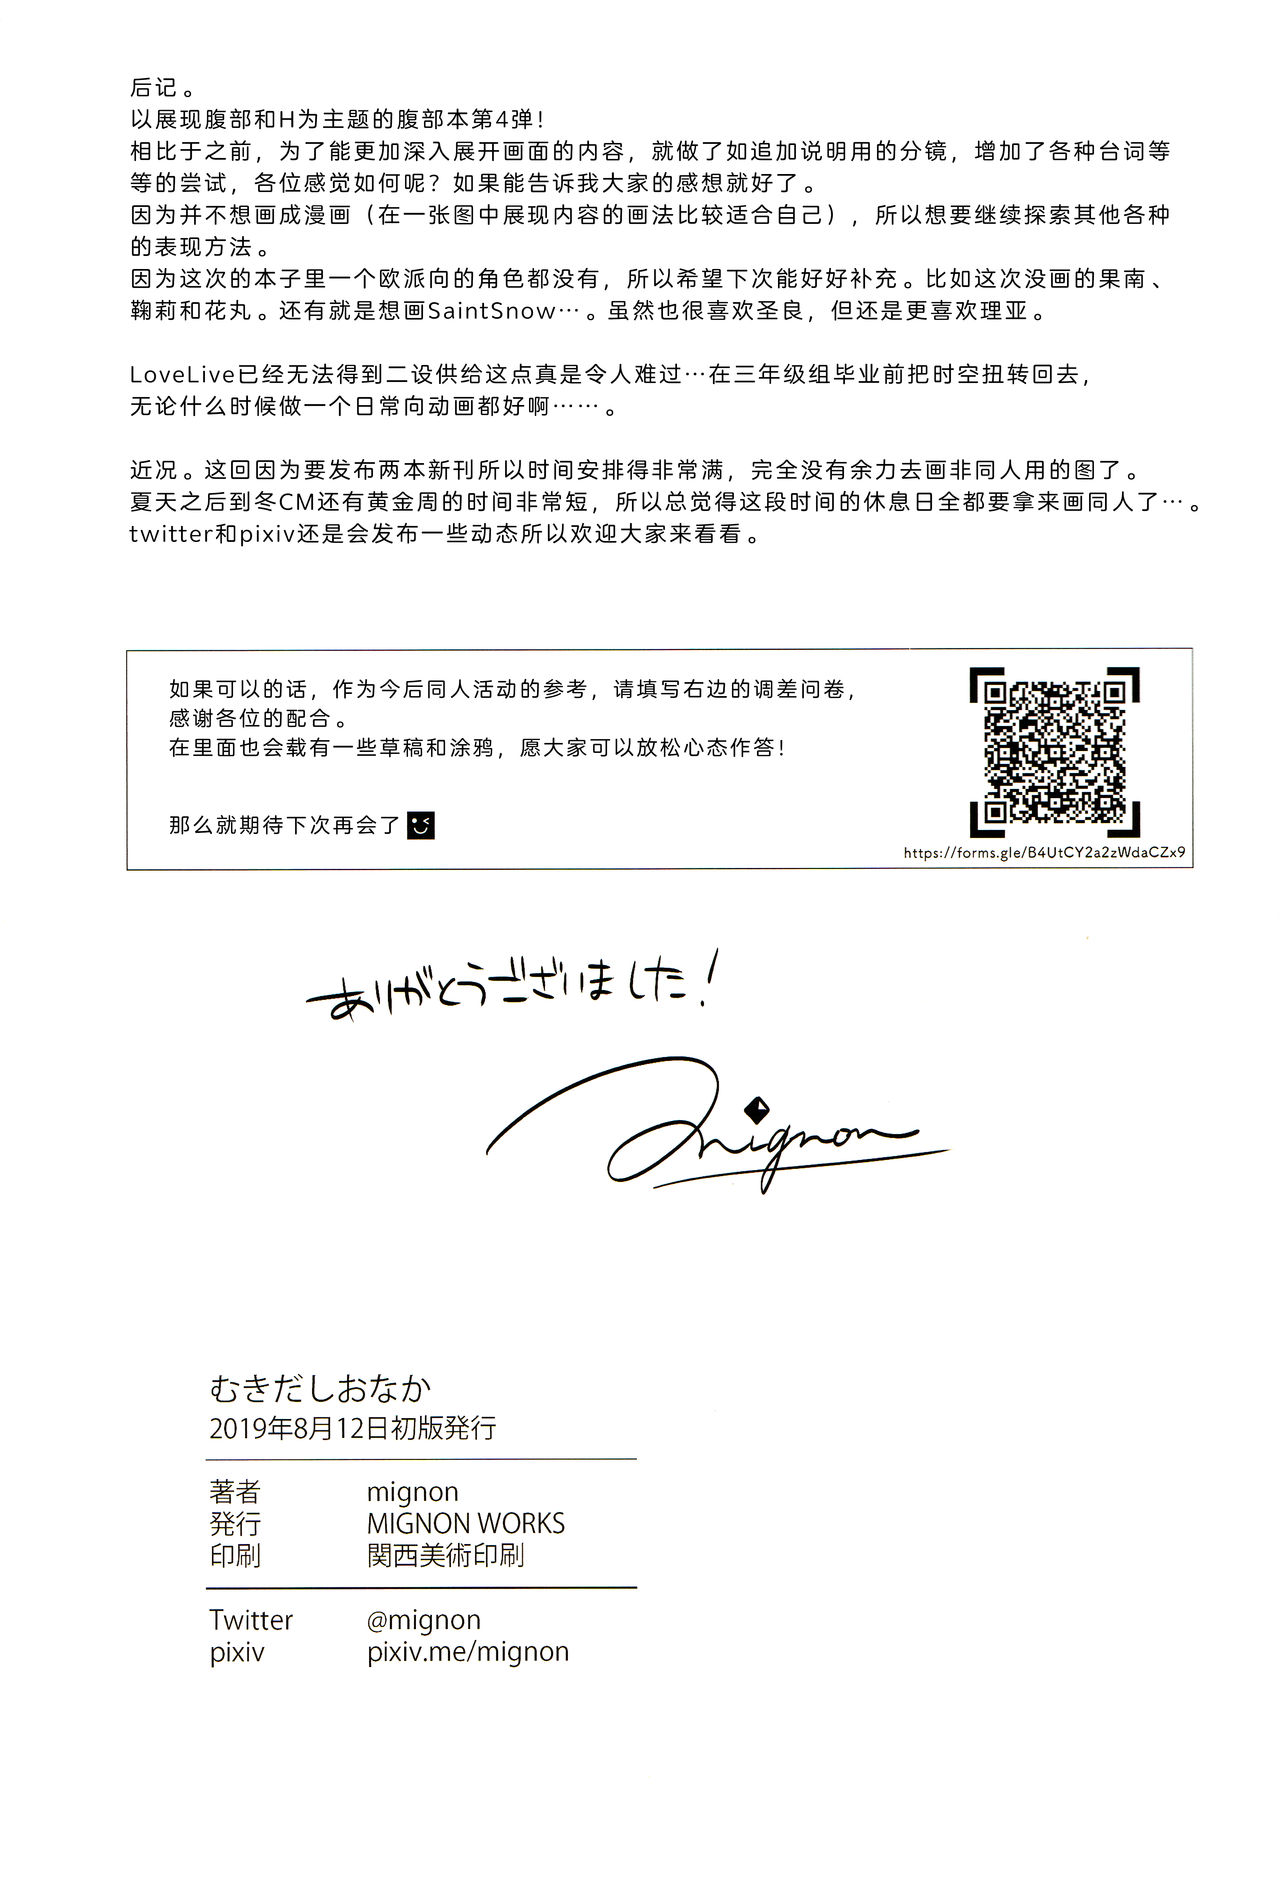 后记。
以展现腹部和H为主题的腹部本第4弹！
相比于之前，为了能更加深入展开画面的内容，就做了如追加说明用的分镜，增加了各种台词等
等的尝试，各位感觉如何呢？如果能告诉我大家的感想就好了。
因为并不想画成漫画（在一张图中展现内容的画法比较适合自己），所以想要继续探索其他各种
的表现方法。
因为这次的本子里一个欧派向的角色都没有，所以希望下次能好好补充。比如这次没画的果南、
鞠莉和花丸。还有就是想画SaintSnow…。虽然也很喜欢圣良，但还是更喜欢理亚。
LoveLive已经无法得到二设供给这点真是令人难过…在三年级组毕业前把时空扭转回去，
无论什么时候做一个日常向动画都好啊……。
近况。这回因为要发布两本新刊所以时间安排得非常满，完全没有余力去画非同人用的图了。
夏天之后到冬CM还有黄金周的时间非常短，所以总觉得这段时间的休息日全都要拿来画同人了…。
twitter和pixiv还是会发布一些动态所以欢迎大家来看看。
如果可以的话，作为今后同人活动的参考，请填写右边的调差问卷，
感谢各位的配合。
在里面也会载有一些草稿和涂鸦，愿大家可以放松心态作答！
那么就期待下次再会了
https://forms.gle/B4UtCY2a2zWdaCZx9
ありがとうございました！
mignon
むきだしおなか
2019年8月12日初版発行
著者 mignon
発行 MIGNON WORKS
印刷 関西美術印刷
Twitter @mignon
pixiv pixiv.me/mignon